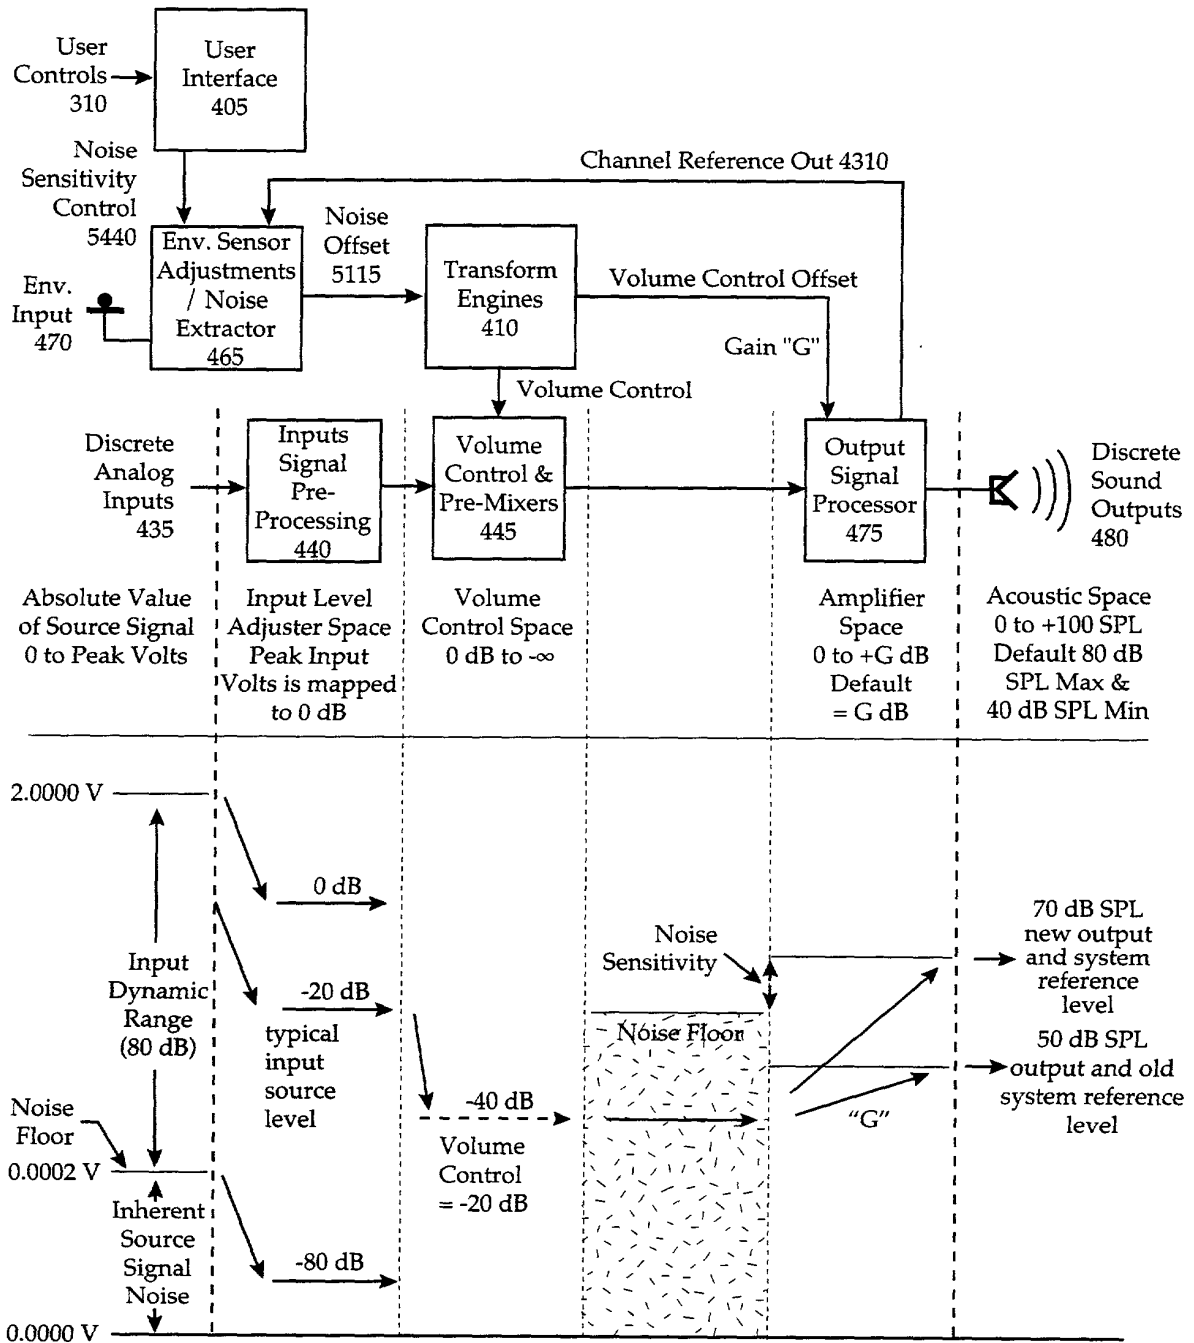 User
Controls
310
User
Interface
405
Noise
Sensitivity
Control
5440
Channel Reference Out 4310
Env. Sensor
Adjustments
/ Noise
Extractor
465
Noise
Offset
5115
Transform
Engines
410
Volume Control Offset
Env.
Input
470
Gain "G"
Volume Control
Discrete
Analog
Inputs
435
Inputs
Signal
Pre-
Processing
440
Volume
Control &
Pre-Mixers
445
Output
Signal
Processor
475
Discrete
Sound
Outputs
480
Absolute Value
of Source Signal
0 to Peak Volts
Input Level
Adjuster Space
Peak Input
Volts is mapped
to 0 dB
Volume
Control Space
0 dB to -∞
Amplifier
Space
0 to +G dB
Default
= G dB
Acoustic Space
0 to +100 SPL
Default 80 dB
SPL Max &
40 dB SPL Min
2.0000 V
0 dB
Input
Dynamic
Range
(80 dB)
-20 dB
typical
input
source
level
Noise
Sensitivity
Noise Floor
70 dB SPL
new output
and system
reference
level
50 dB SPL
output and old
system reference
level
-40 dB
Volume
Control
= -20 dB
"G"
Noise
Floor
0.0002 V
Inherent
Source
Signal
Noise
-80 dB
0.0000 V